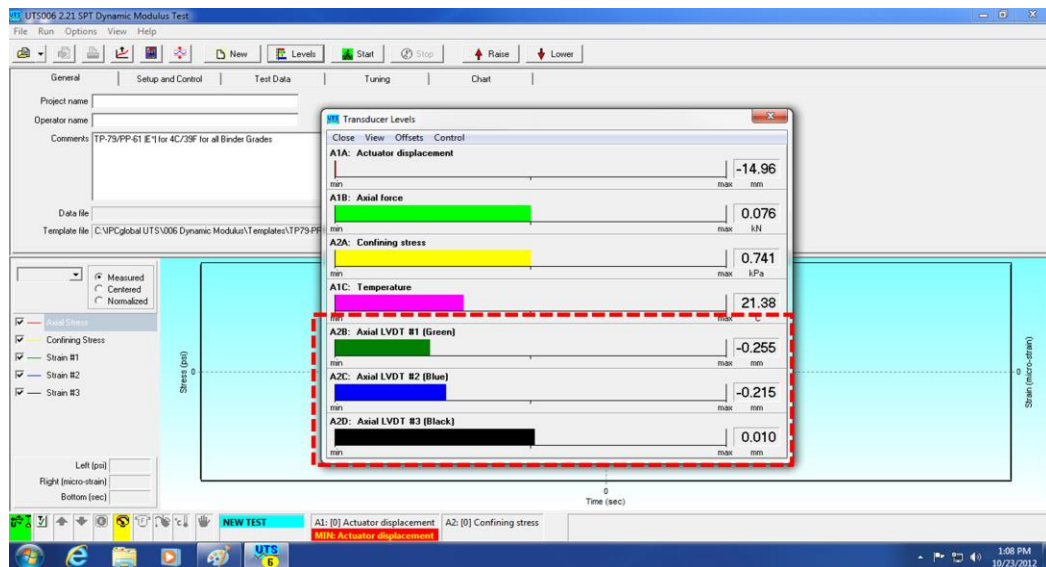 UTS006 2.21 SPT Dynamic Modulus Test
File Run Options View Help
New Levels Start Stop Raise Lower
General Setup and Control Test Data Tuning Chart
Project name
Operator name
Comments TP-79/PP-61 |E*| for 4C/39F for all Binder Grades
Data file
Template file C:\IPCglobal UTS\006 Dynamic Modulus\Templates\TP79-PP
UTS Transducer Levels
Close View Offsets Control
A1A: Actuator displacement
-14.96
min max mm
A1B: Axial force
0.076
min max kN
A2A: Confining stress
0.741
min max kPa
A1C: Temperature
21.38
min max C
A2B: Axial LVDT #1 (Green)
-0.255
min max mm
A2C: Axial LVDT #2 (Blue)
-0.215
min max mm
A2D: Axial LVDT #3 (Black)
0.010
min max mm
Measured
Centered
Normalized
Axial Stress
Confining Stress
Strain #1
Strain #2
Strain #3
Left (psi)
Right (micro-strain)
Bottom (sec)
Stress (psi)
0
0
Strain (micro-strain)
0
Time (sec)
NEW TEST
A1: [0] Actuator displacement A2: [0] Confining stress
MIN: Actuator displacement
UTS
6
1:08 PM
10/23/2012